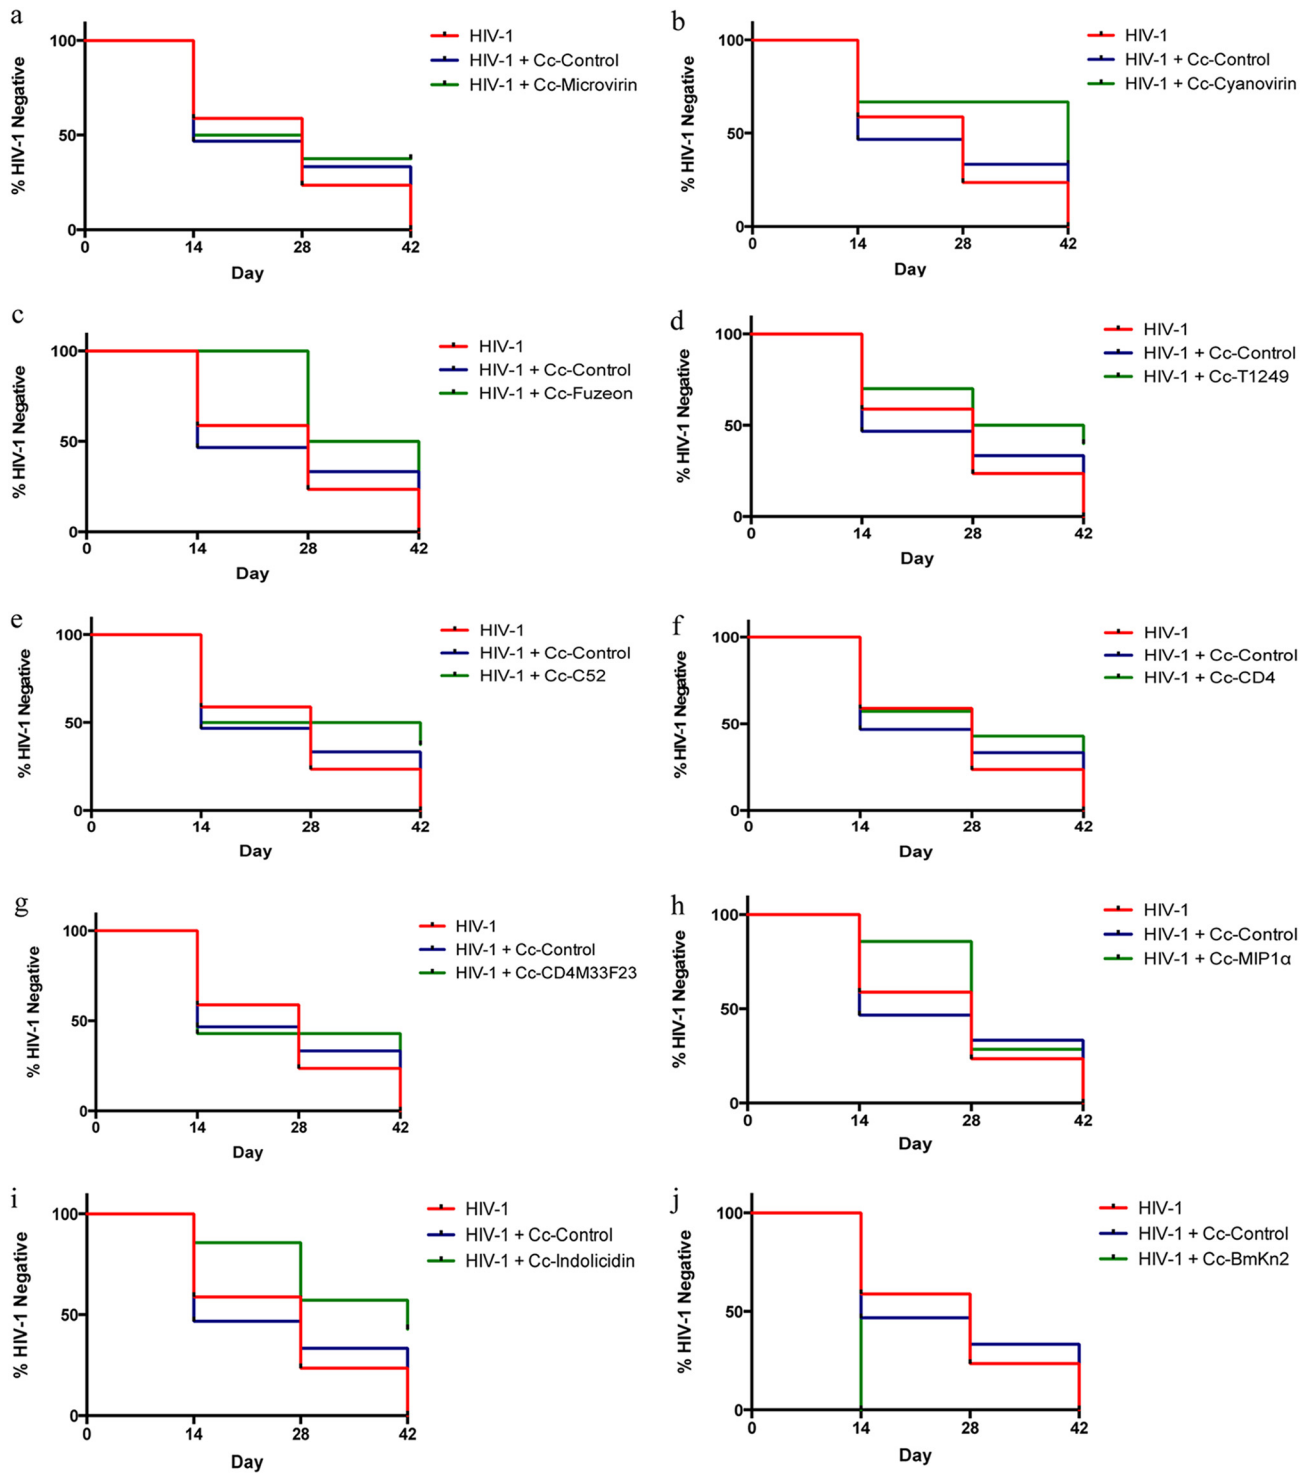 a
HIV-1
HIV-1 + Cc-Control
HIV-1 + Cc-Microvirin
% HIV-1 Negative
100
50
0
0 14 28 42
Day
b
HIV-1
HIV-1 + Cc-Control
HIV-1 + Cc-Cyanovirin
% HIV-1 Negative
100
50
0
0 14 28 42
Day
c
HIV-1
HIV-1 + Cc-Control
HIV-1 + Cc-Fuzeon
% HIV-1 Negative
100
50
0
0 14 28 42
Day
d
HIV-1
HIV-1 + Cc-Control
HIV-1 + Cc-T1249
% HIV-1 Negative
100
50
0
0 14 28 42
Day
e
HIV-1
HIV-1 + Cc-Control
HIV-1 + Cc-C52
% HIV-1 Negative
100
50
0
0 14 28 42
Day
f
HIV-1
HIV-1 + Cc-Control
HIV-1 + Cc-CD4
%HIV-1 Negative
100
50
0
0 14 28 42
Day
g
HIV-1
HIV-1 + Cc-Control
HIV-1 + Cc-CD4M33F23
% HIV-1 Negative
100
50
0
0 14 28 42
Day
h
HIV-1
HIV-1 + Cc-Control
HIV-1 + Cc-MIP1α
% HIV-1 Negative
100
50
0
0 14 28 42
Day
i
HIV-1
HIV-1 + Cc-Control
HIV-1 + Cc-Indolicidin
% HIV-1 Negative
100
50
0
0 14 28 42
Day
j
HIV-1
HIV-1 + Cc-Control
HIV-1 + Cc-BmKn2
% HIV-1 Negative
100
50
0
0 14 28 42
Day